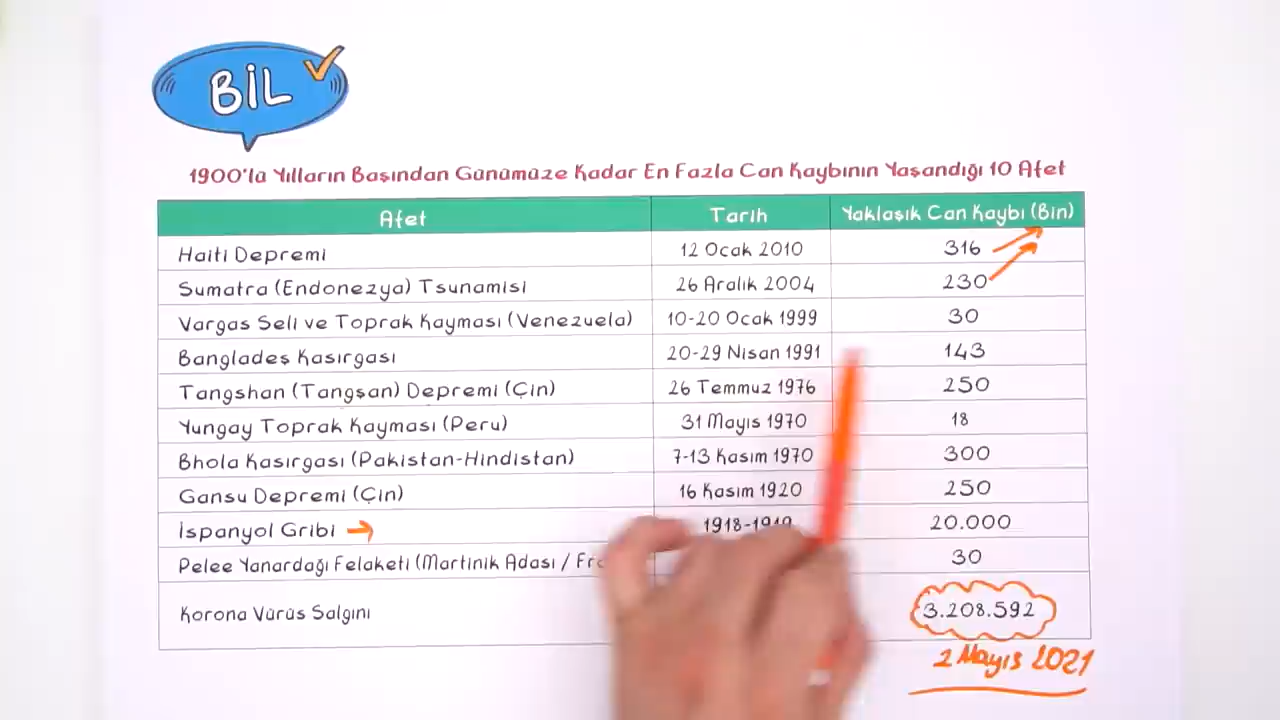 BİL
1900'lü Yılların Başından Günümüze Kadar En Fazla Can Kaybının Yaşandığı 10 Afet
Afet Tarih Yaklaşık Can Kaybı (Bin)
Haiti Depremi 12 Ocak 2010 316
Sumatra (Endonezya) Tsunamisi 26 Aralık 2004 230
Vargas Seli ve Toprak Kayması (Venezuela) 10-20 Ocak 1999 30
Bangladeş Kasırgası 20-29 Nisan 1991 143
Tangshan (Tangşan) Depremi (Çin) 26 Temmuz 1976 250
Yungay Toprak Kayması (Peru) 31 Mayıs 1970 18
Bhola Kasırgası (Pakistan-Hindistan) 7-13 Kasım 1970 300
Gansu Depremi (Çin) 16 Kasım 1920 250
İspanyol Gribi 1918-1919 20.000
Pelee Yanardağı Felaketi (Martinik Adası / 30
Korona Vürüs Salgını 3.208.592
2 Mayıs 2021